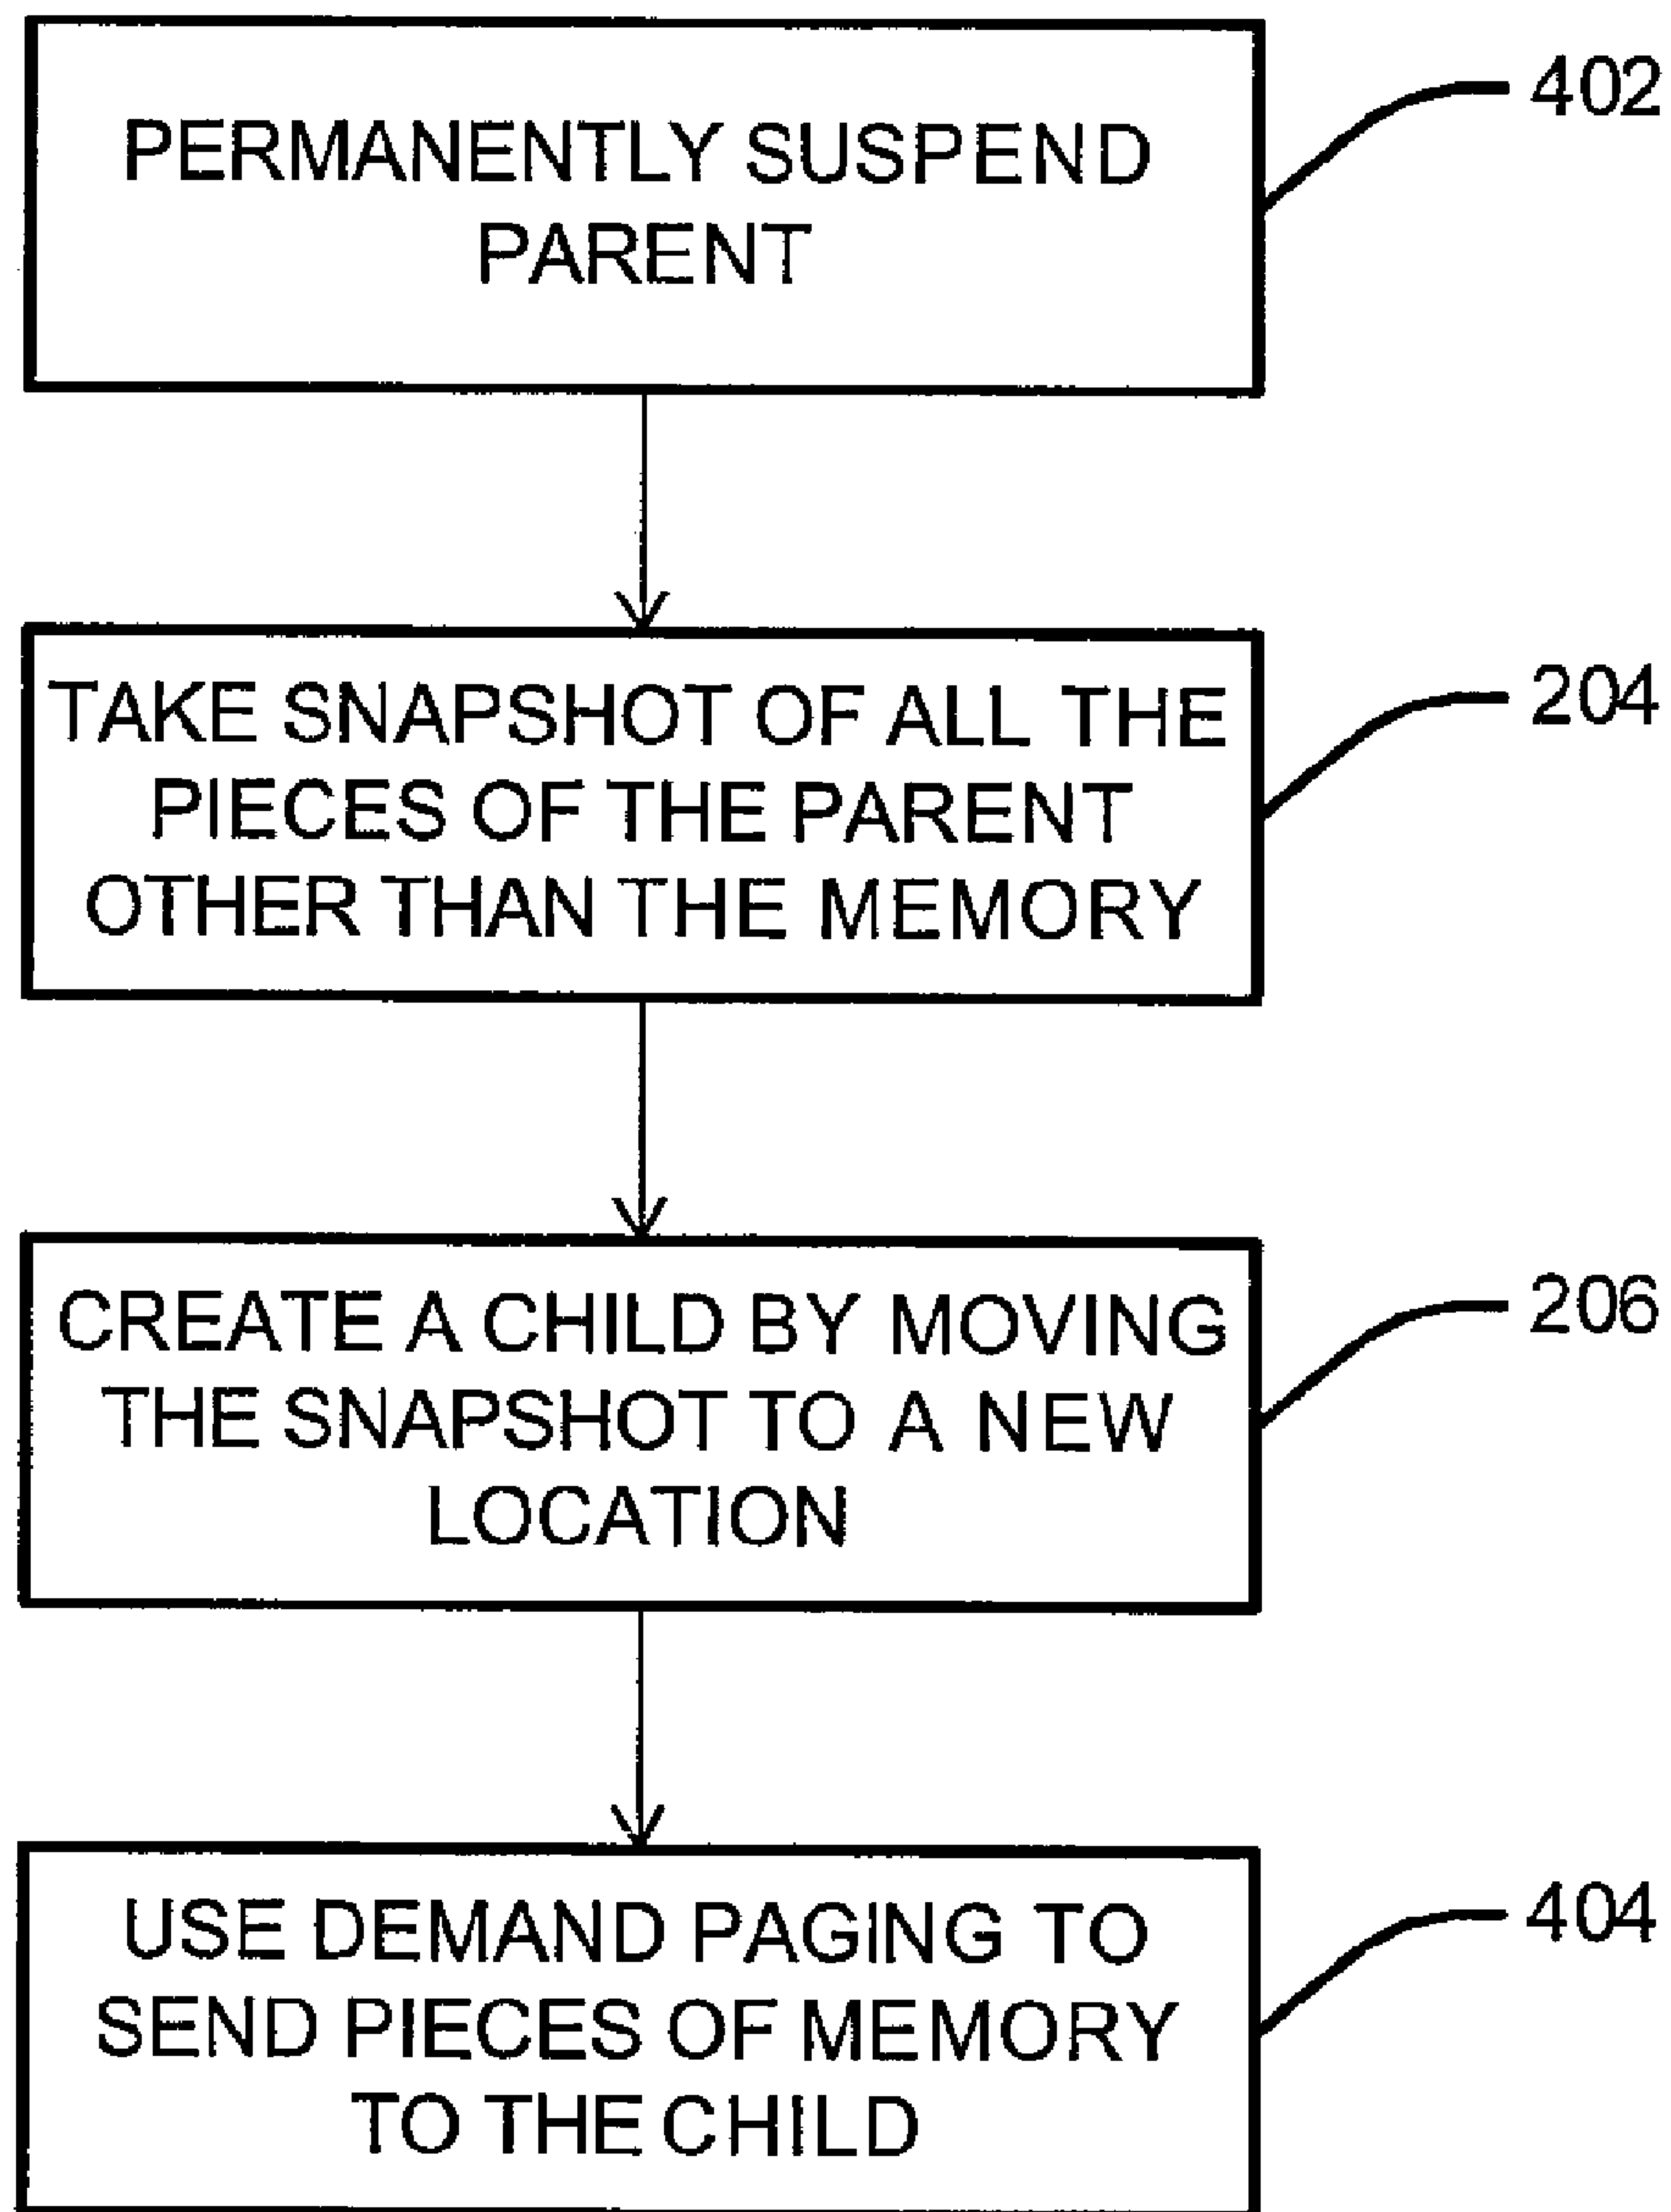 PERMANENTLY SUSPEND
PARENT
402
TAKE SNAPSHOT OF ALL THE
PIECES OF THE PARENT
OTHER THAN THE MEMORY
204
CREATE A CHILD BY MOVING
THE SNAPSHOT TO A NEW
LOCATION
206
USE DEMAND PAGING TO
SEND PIECES OF MEMORY
TO THE CHILD
404